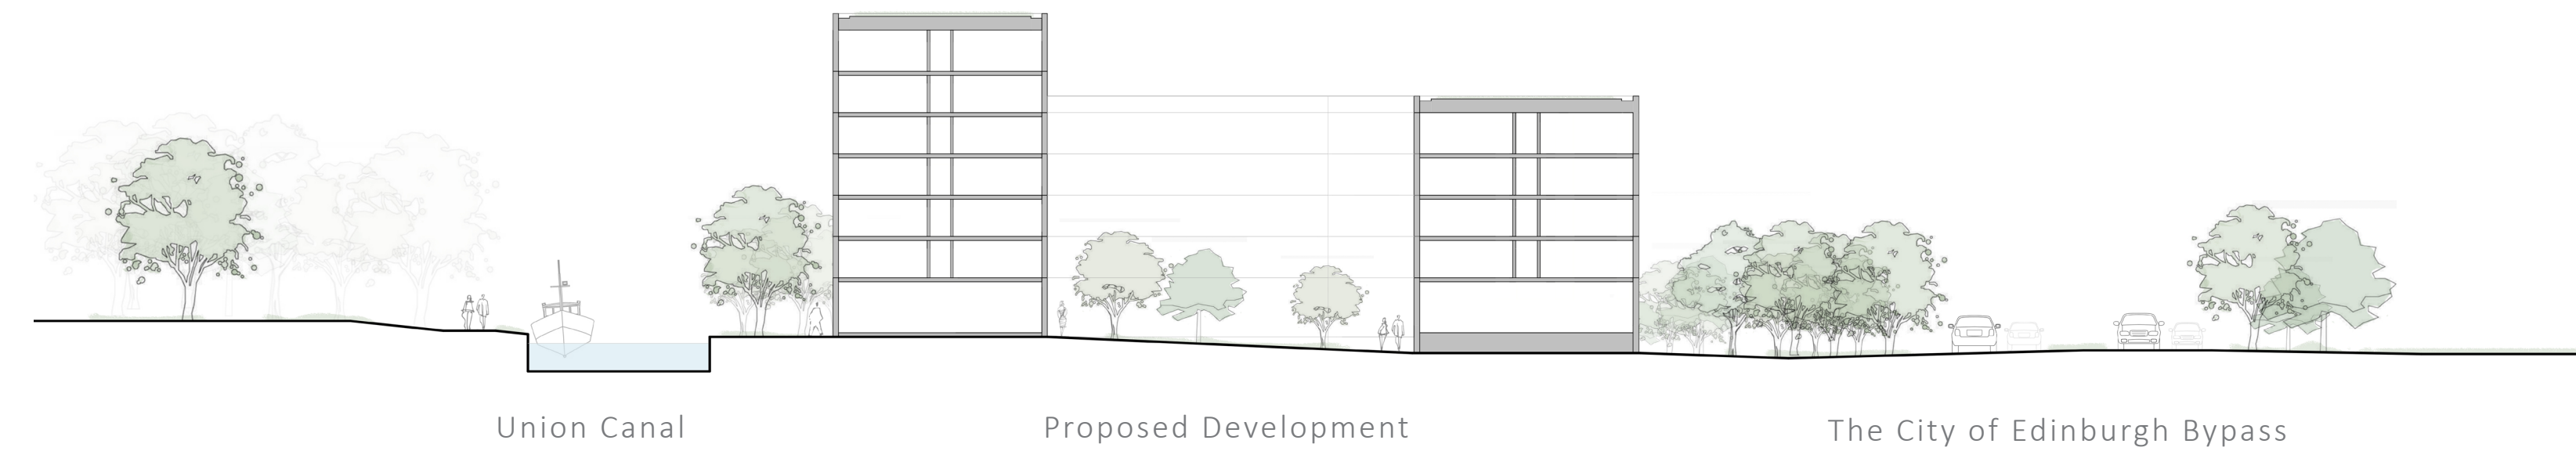 Union Canal
Proposed Development
The City of Edinburgh Bypass